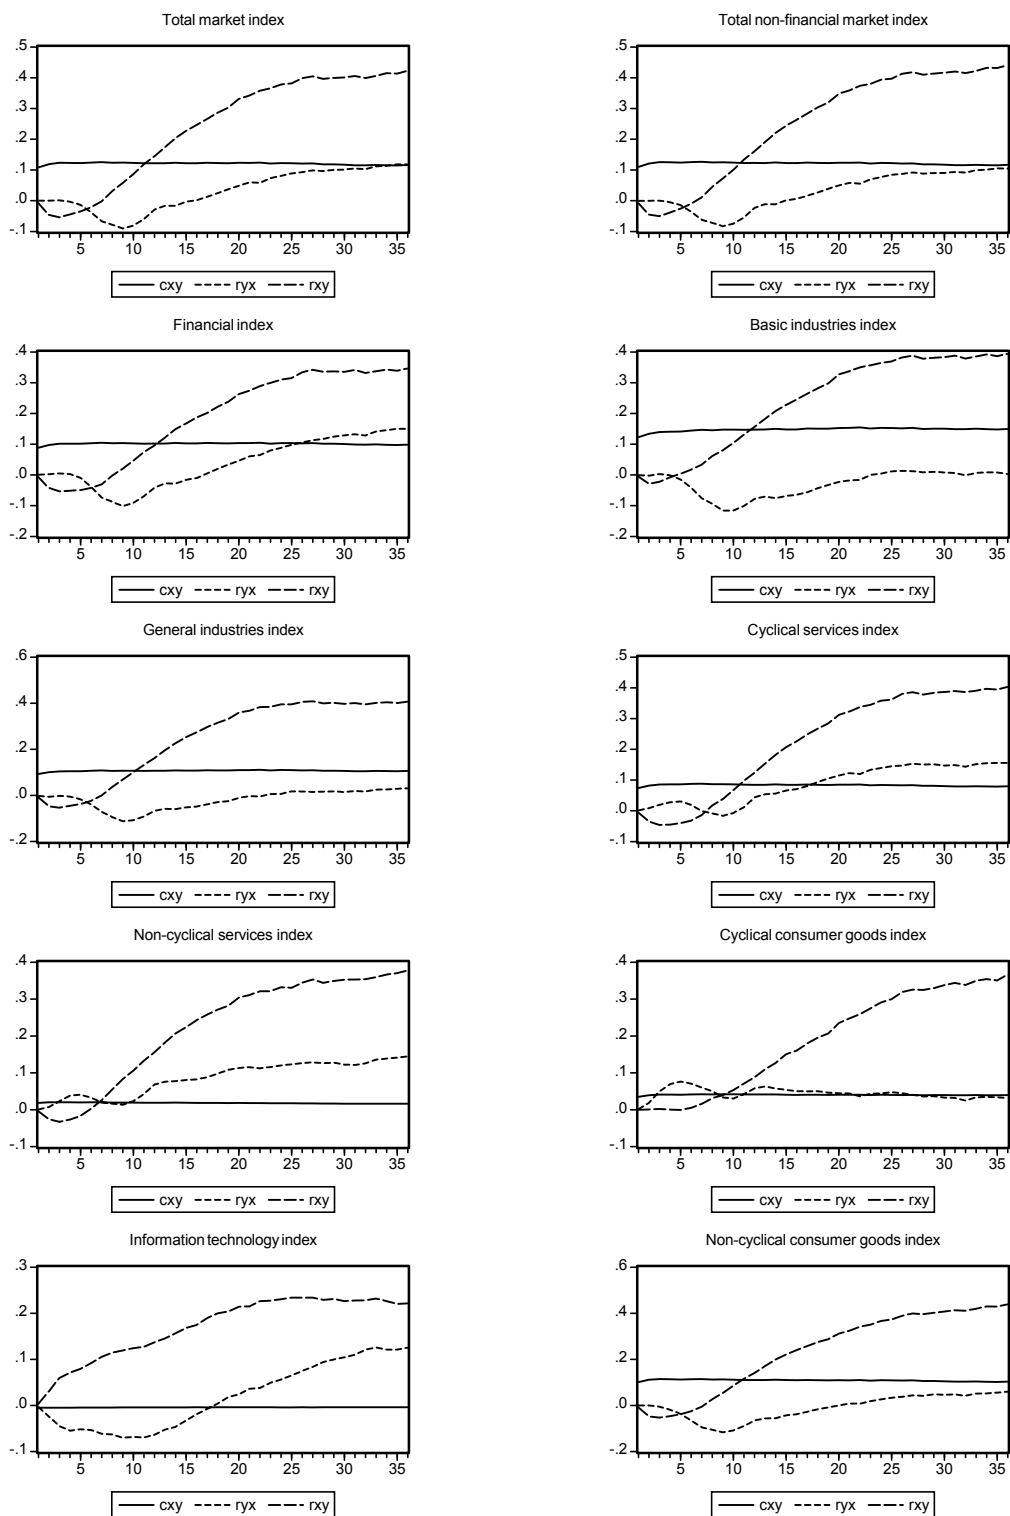 Total market index
.5
.4
.3
.2
.1
.0
-.1
5 10 15 20 25 30 35
cxy ryx rxy
Total non-financial market index
.5
.4
.3
.2
.1
.0
-.1
5 10 15 20 25 30 35
cxy ryx rxy
Financial index
.4
.3
.2
.1
.0
-.1
-.2
5 10 15 20 25 30 35
cxy ryx rxy
Basic industries index
.4
.3
.2
.1
.0
-.1
-.2
5 10 15 20 25 30 35
cxy ryx rxy
General industries index
.6
.4
.2
.0
-.2
5 10 15 20 25 30 35
cxy ryx rxy
Cyclical services index
.5
.4
.3
.2
.1
.0
-.1
5 10 15 20 25 30 35
cxy ryx rxy
Non-cyclical services index
.4
.3
.2
.1
.0
-.1
5 10 15 20 25 30 35
cxy ryx rxy
Cyclical consumer goods index
.4
.3
.2
.1
.0
-.1
5 10 15 20 25 30 35
cxy ryx rxy
Information technology index
.3
.2
.1
.0
-.1
5 10 15 20 25 30 35
cxy ryx rxy
Non-cyclical consumer goods index
.6
.4
.2
.0
-.2
5 10 15 20 25 30 35
cxy ryx rxy